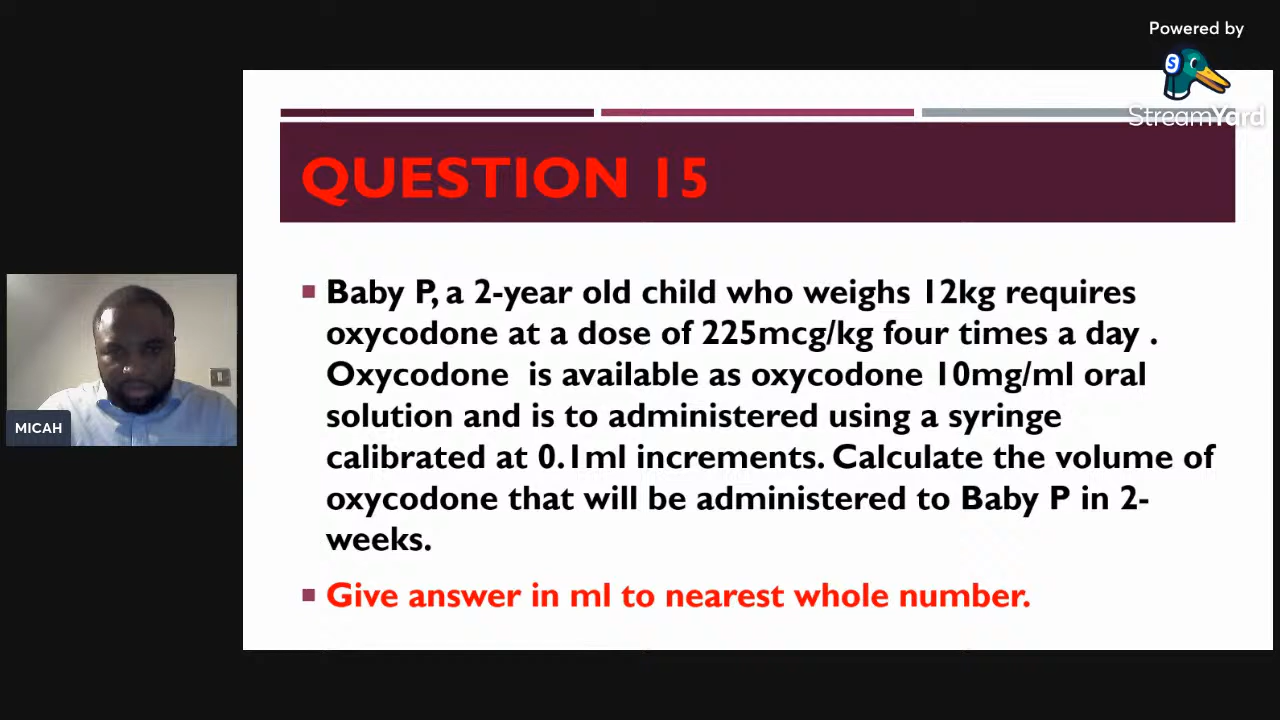 Powered by
StreamYard
QUESTION 15
Baby P, a 2-year old child who weighs 12kg requires
oxycodone at a dose of 225mcg/kg four times a day .
Oxycodone is available as oxycodone 10mg/ml oral
solution and is to administered using a syringe
calibrated at 0.1ml increments. Calculate the volume of
oxycodone that will be administered to Baby P in 2-
weeks.
Give answer in ml to nearest whole number.
MICAH